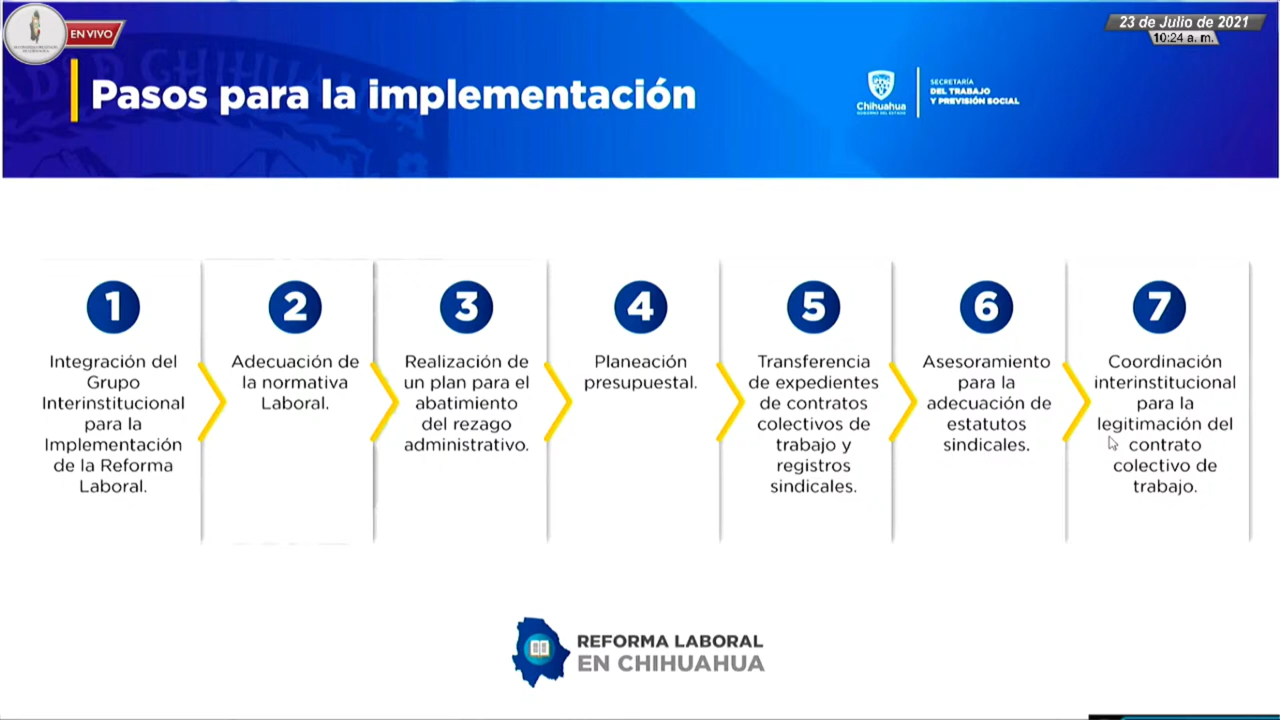 EN VIVO
23 de Julio de 2021
10:24 a. m.
Pasos para la implementación
Chihuahua
GOBIERNO DEL ESTADO
SECRETARÍA
DEL TRABAJO
Y PREVISIÓN SOCIAL
1
Integración del
Grupo
Interinstitucional
para la
Implementación
de la Reforma
Laboral.
2
Adecuación de
la normativa
Laboral.
3
Realización de
un plan para el
abatimiento
del rezago
administrativo.
4
Planeación
presupuestal.
5
Transferencia
de expedientes
de contratos
colectivos de
trabajo y
registros
sindicales.
6
Asesoramiento
para la
adecuación de
estatutos
sindicales.
7
Coordinación
interinstitucional
para la
legitimación del
contrato
colectivo de
trabajo.
REFORMA LABORAL
EN CHIHUAHUA